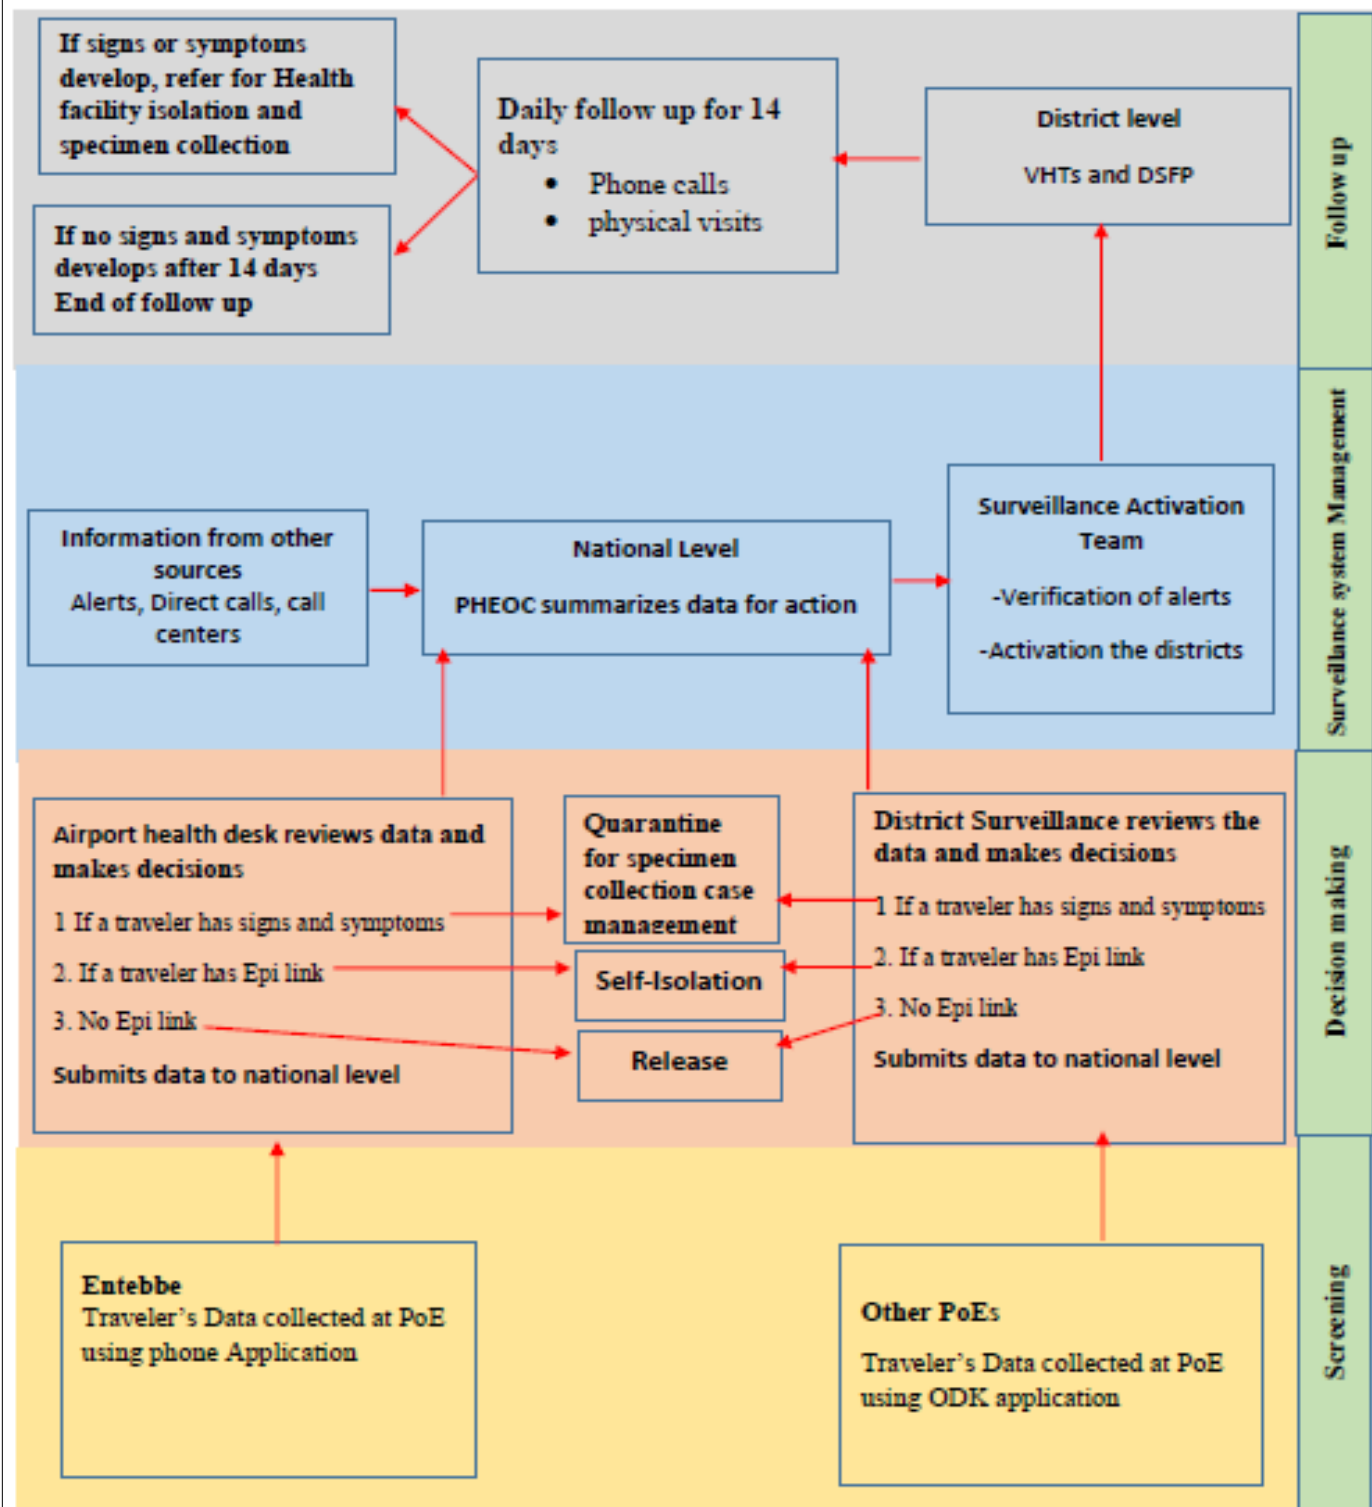 If signs or symptoms
develop, refer for Health
facility isolation and
specimen collection
If no signs and symptoms
develops after 14 days
End of follow up
Daily follow up for 14
days
• Phone calls
• physical visits
District level
VHTs and DSFP
Follow up
Information from other
sources
Alerts, Direct calls, call
centers
National Level
PHEOC summarizes data for action
Surveillance Activation
Team
-Verification of alerts
-Activation the districts
Surveillance system Management
Airport health desk reviews data and
makes decisions
1 If a traveler has signs and symptoms
2. If a traveler has Epi link
3. No Epi link
Submits data to national level
Quarantine
for specimen
collection case
management
Self-Isolation
Release
District Surveillance reviews the
data and makes decisions
1 If a traveler has signs and symptoms
2. If a traveler has Epi link
3. No Epi link
Submits data to national level
Decision making
Entebbe
Traveler's Data collected at PoE
using phone Application
Other PoEs
Traveler's Data collected at PoE
using ODK application
Screening